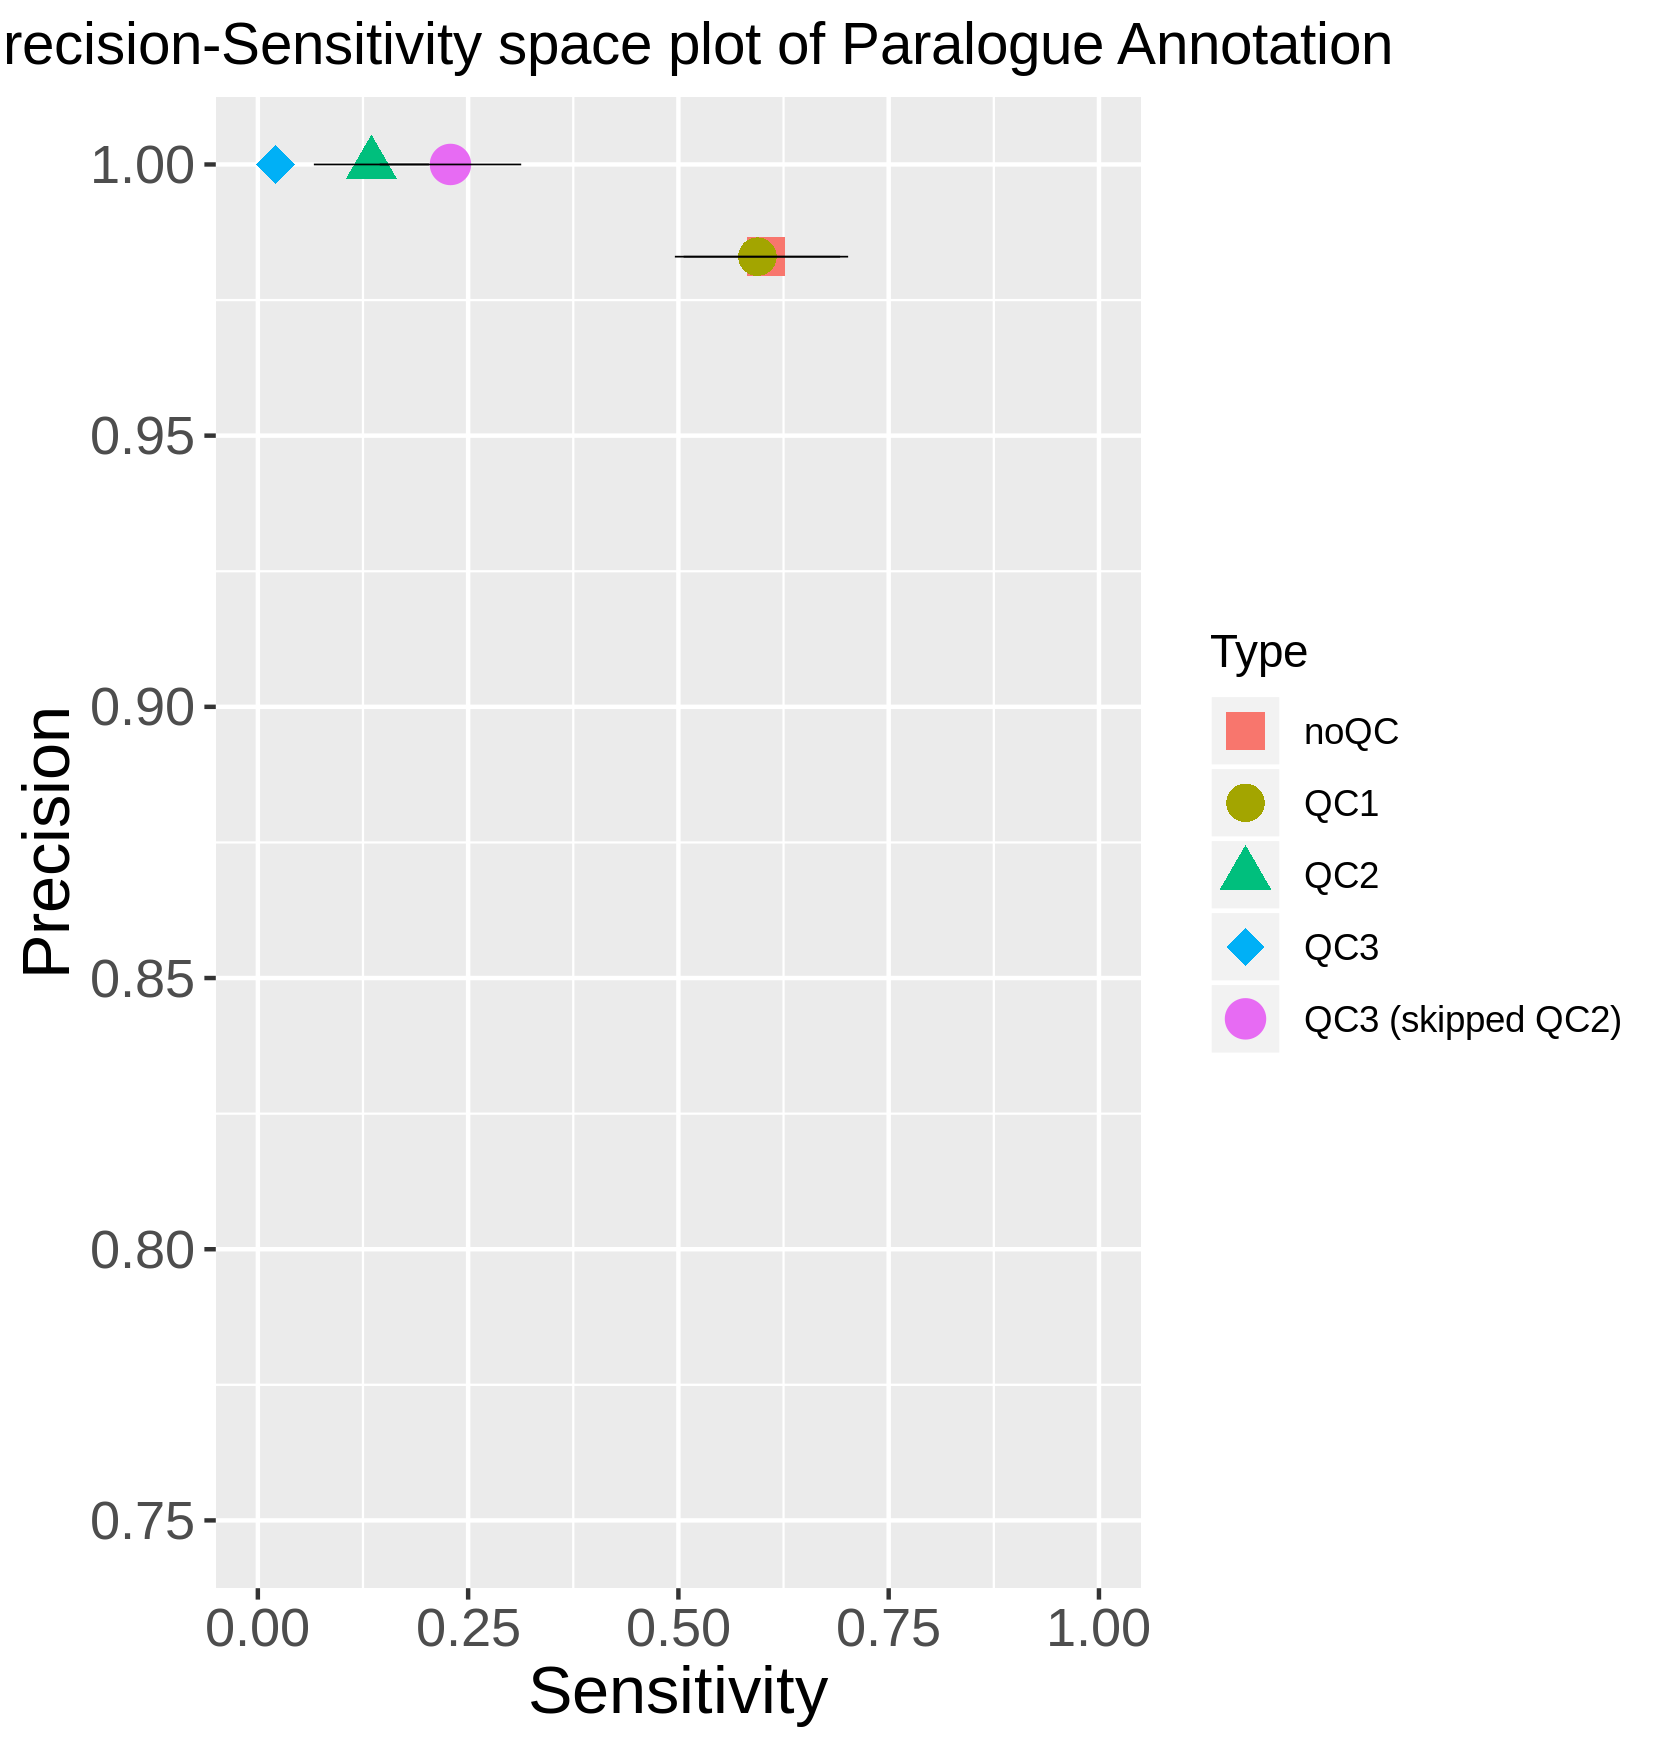 recision-Sensitivity space plot of Paralogue Annotation
1.00
0.95
0.90
0.85
0.80
0.75
Precision
0.00 0.25 0.50 0.75 1.00
Sensitivity
Type
noQC
QC1
QC2
QC3
QC3 (skipped QC2)